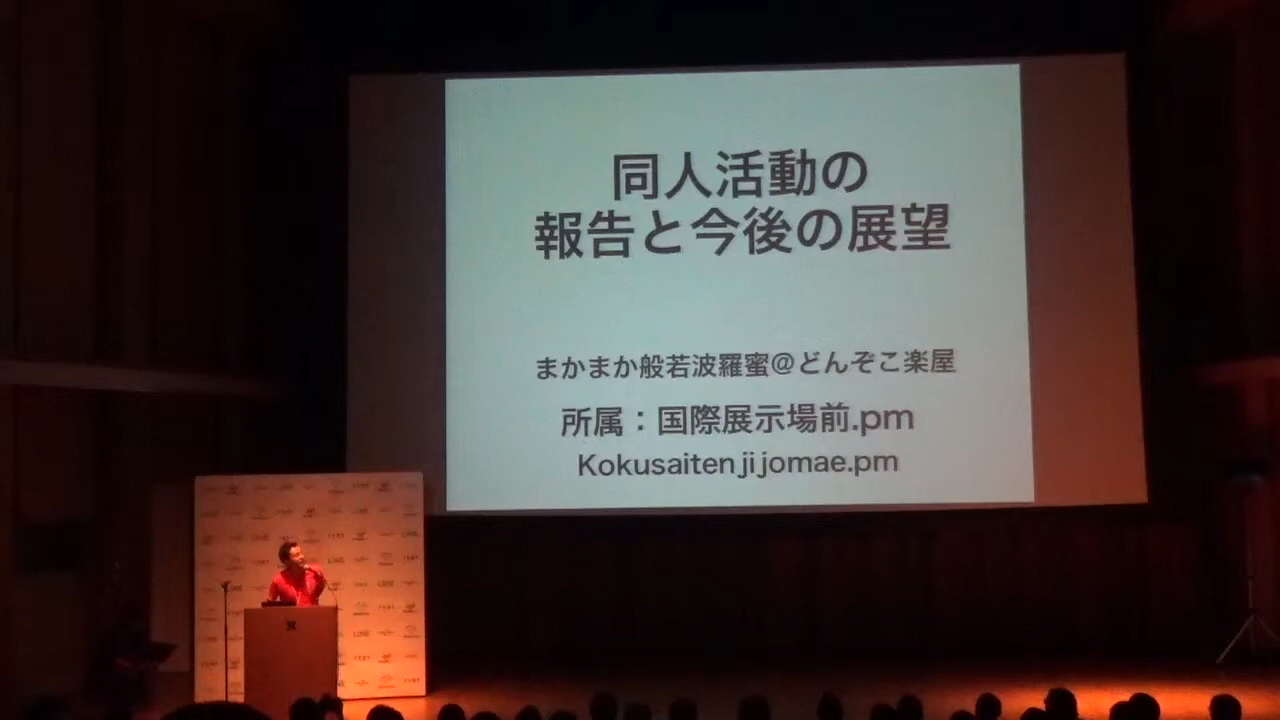 同人活動の
報告と今後の展望
まかまか般若波羅蜜@どんぞこ楽屋
所属:国際展示場前.pm
Kokusaitenjijomae.pm
LINE